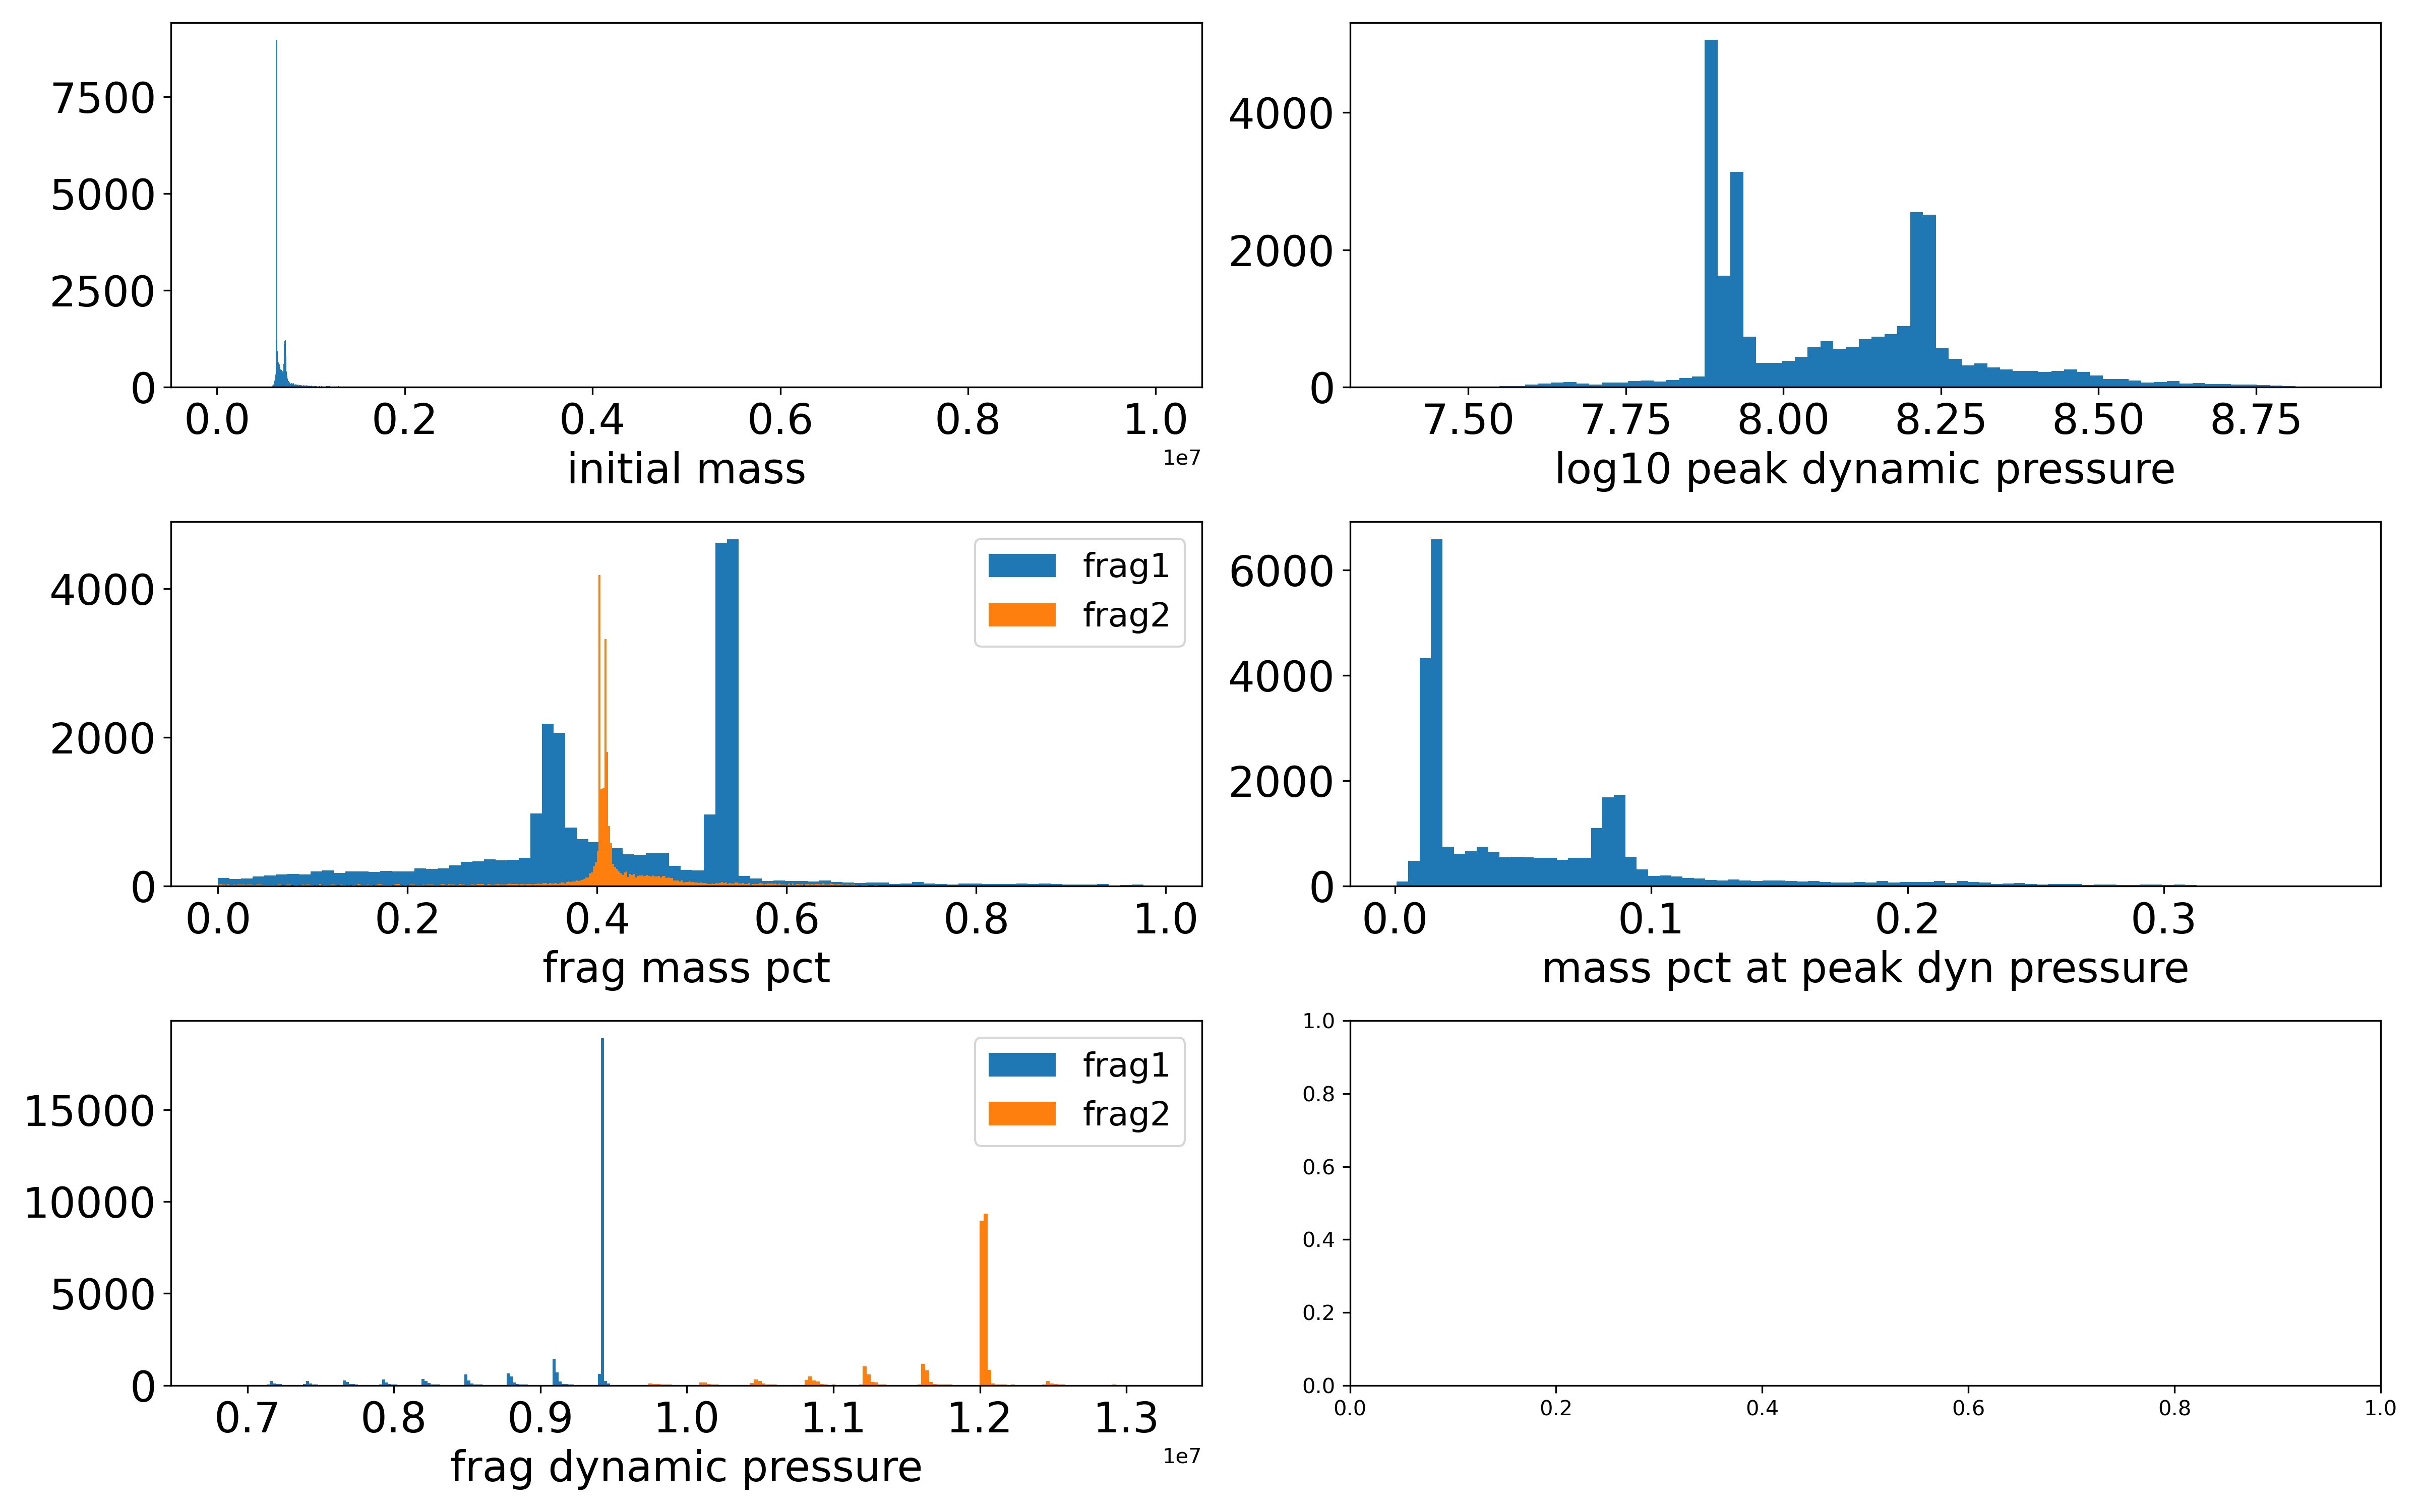 7500
5000
2500
0
0.0 0.2 0.4 0.6 0.8 1.0
1e7
initial mass
4000
2000
0
7.50 7.75 8.00 8.25 8.50 8.75
log10 peak dynamic pressure
frag1
frag2
4000
2000
0
0.0 0.2 0.4 0.6 0.8 1.0
frag mass pct
6000
4000
2000
0
0.0 0.1 0.2 0.3
mass pct at peak dyn pressure
frag1
frag2
15000
10000
5000
0
0.7 0.8 0.9 1.0 1.1 1.2 1.3
1e7
frag dynamic pressure
1.0
0.8
0.6
0.4
0.2
0.0
0.0 0.2 0.4 0.6 0.8 1.0